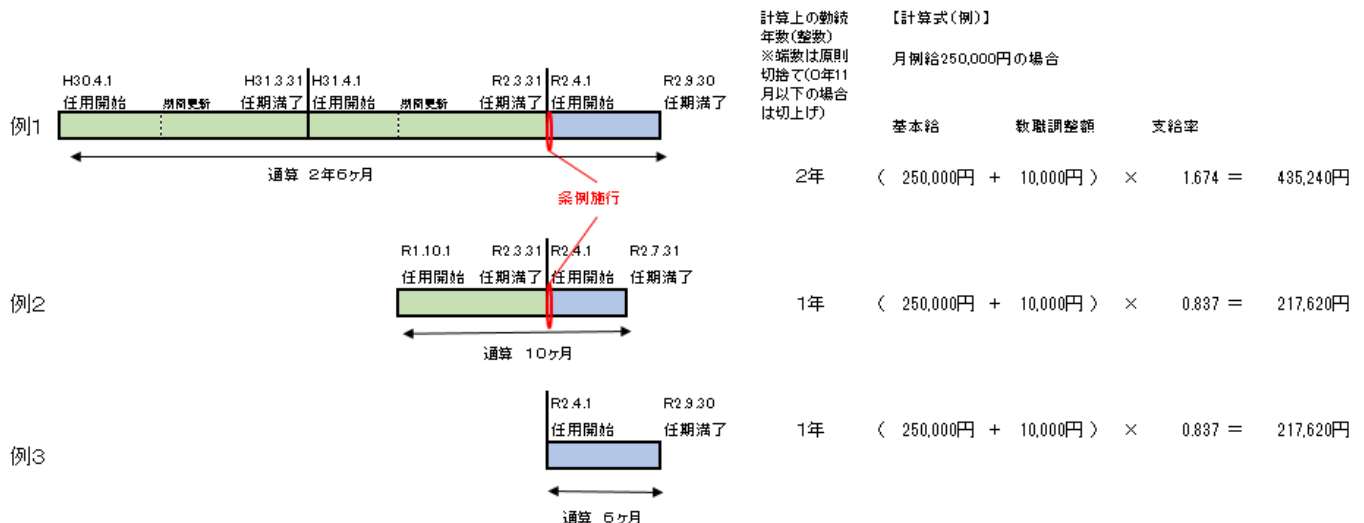 計算上の勤続
年数(整数)
※端数は原則
切捨て(0年11
月以下の場合
は切上げ)
【計算式(例)】
月例給250,000円の場合
基本給 教職調整額 支給率
例1
H30.4.1 H31.3.31 H31.4.1 R2.3.31 R2.4.1 R2.9.30
任用開始 期間更新 任期満了 任用開始 期間更新 任期満了 任用開始 任期満了
通算 2年6ヶ月
2年 ( 250,000円 + 10,000円 ) × 1.674 = 435,240円
条例施行
例2
R1.10.1 R2.3.31 R2.4.1 R2.7.31
任用開始 任期満了 任用開始 任期満了
通算 10ヶ月
1年 ( 250,000円 + 10,000円 ) × 0.837 = 217,620円
例3
R2.4.1 R2.9.30
任用開始 任期満了
通算 6ヶ月
1年 ( 250,000円 + 10,000円 ) × 0.837 = 217,620円